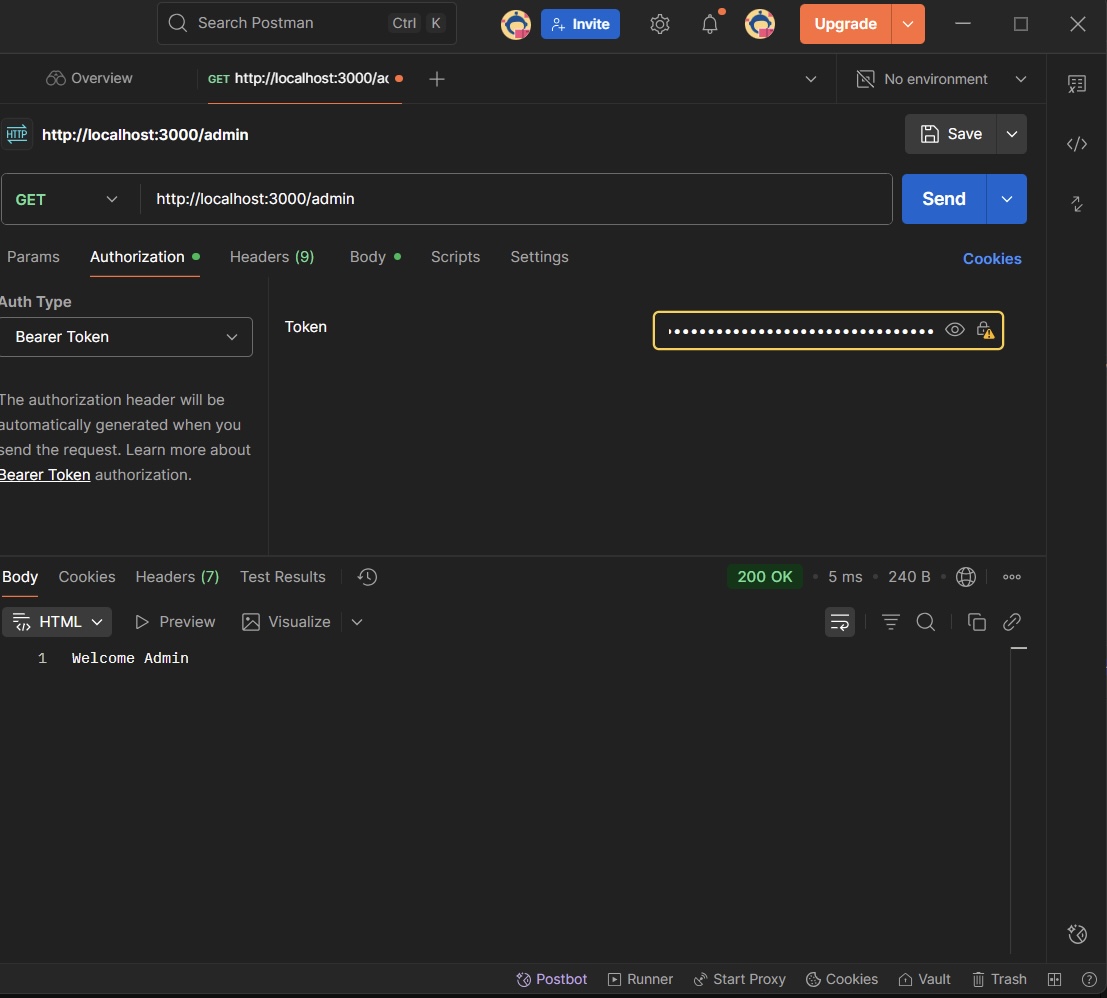 Search Postman Ctrl K Invite Upgrade
Overview GET http://localhost:3000/ad No environment
HTTP http://localhost:3000/admin Save
GET http://localhost:3000/admin Send
Params Authorization Headers (9) Body Scripts Settings Cookies
Auth Type
Bearer Token
Token
The authorization header will be
automatically generated when you
send the request. Learn more about
Bearer Token authorization.
Body Cookies Headers (7) Test Results 200 OK 5 ms 240 B
HTML Preview Visualize
1 Welcome Admin
Postbot Runner Start Proxy Cookies Vault Trash